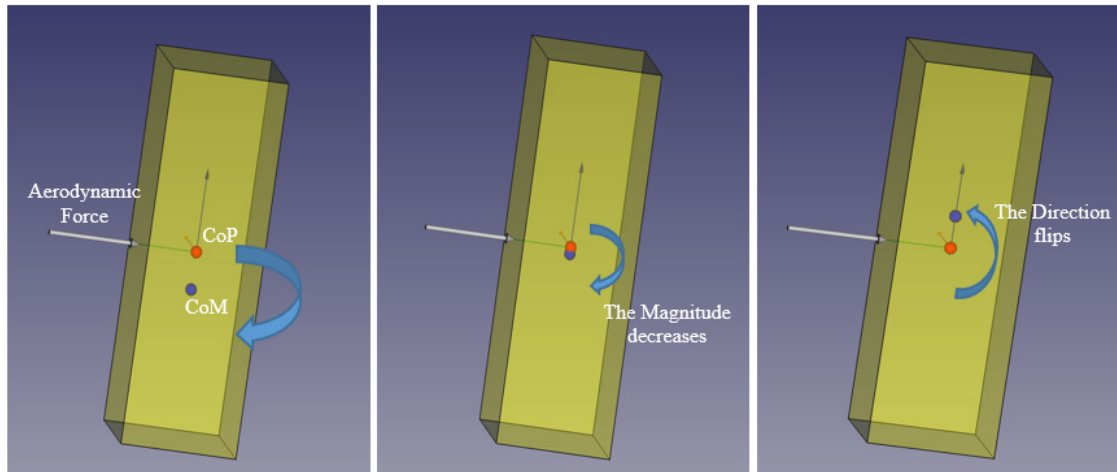 Aerodynamic
Force
CoP
CoM
The Magnitude
decreases
The Direction
flips